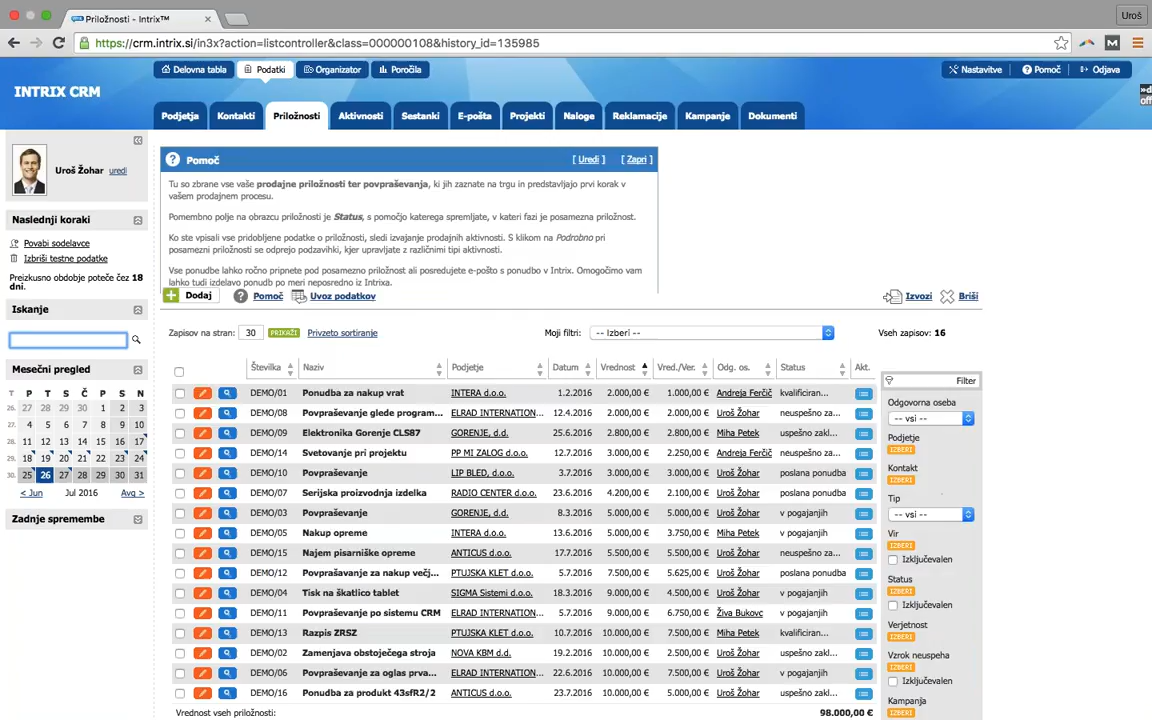 Priložnosti - Intrix™
Uroš
https://crm.intrix.si/in3x?action=listcontroller&class=000000108&history_id=135985
Delovna tabla
Podatki
Organizator
Poročila
Nastavitve
Pomoč
Odjava
INTRIX CRM
Podjetja
Kontakti
Priložnosti
Aktivnosti
Sestanki
E-pošta
Projekti
Naloge
Reklamacije
Kampanje
Dokumenti
Uroš Žohar uredi
Naslednji koraki
Povabi sodelavce
Izbriši testne podatke
Preizkusno obdobje poteče čez 18
dni.
Iskanje
Mesečni pregled
T P T S Č P S N
26. 27 28 29 30 1 2 3
27. 4 5 6 7 8 9 10
28. 11 12 13 14 15 16 17
29. 18 19 20 21 22 23 24
30. 25 26 27 28 29 30 31
< Jun Jul 2016 Avg >
Zadnje spremembe
Pomoč [ Uredi ] [ Zapri ]
Tu so zbrane vse vaše prodajne priložnosti ter povpraševanja, ki jih zaznate na trgu in predstavljajo prvi korak v
vašem prodajnem procesu.
Pomembno polje na obrazcu priložnosti je Status, s pomočjo katerega spremljate, v kateri fazi je posamezna priložnost.
Ko ste vpisali vse pridobljene podatke o priložnosti, sledi izvajanje prodajnih aktivnosti. S klikom na Podrobno pri
posamezni priložnosti se odprejo podzavihki, kjer upravljate z različnimi tipi aktivnosti.
Vse ponudbe lahko ročno pripnete pod posamezno priložnost ali posredujete e-pošto s ponudbo v Intrix. Omogočimo vam
lahko tudi izdelavo ponudb po meri neposredno iz Intrixa.
Dodaj Pomoč Uvoz podatkov Izvozi Briši
Zapisov na stran: 30 PRIKAŽI Privzeto sortiranje Moji filtri: -- Izberi -- Vseh zapisov: 16
Številka Naziv Podjetje Datum Vrednost Vred./Ver. Odg. os. Status Akt.
DEMO/01 Ponudba za nakup vrat INTERA d.o.o. 1.2.2016 2.000,00 € 1.000,00 € Andreja Ferčič kvalificiran...
DEMO/08 Povpraševanje glede program... ELRAD INTERNATION... 12.4.2016 2.000,00 € 2.000,00 € Uroš Žohar neuspešno za...
DEMO/09 Elektronika Gorenje CLS87 GORENJE, d.d. 25.6.2016 2.800,00 € 2.800,00 € Miha Petek uspešno zakl...
DEMO/14 Svetovanje pri projektu PP MI ZALOG d.o.o. 12.7.2016 3.000,00 € 2.250,00 € Andreja Ferčič neuspešno za...
DEMO/10 Povpraševanje LIP BLED, d.o.o. 3.7.2016 3.000,00 € 3.000,00 € Uroš Žohar poslana ponudba
DEMO/07 Serijska proizvodnja izdelka RADIO CENTER d.o.o. 23.6.2016 4.200,00 € 2.100,00 € Uroš Žohar poslana ponudba
DEMO/03 Povpraševanje GORENJE, d.d. 8.3.2016 5.000,00 € 5.000,00 € Uroš Žohar v pogajanjih
DEMO/05 Nakup opreme INTERA d.o.o. 13.6.2016 5.000,00 € 3.750,00 € Miha Petek v pogajanjih
DEMO/15 Najem pisarniške opreme ANTICUS d.o.o. 17.7.2016 5.500,00 € 5.500,00 € Uroš Žohar neuspešno za...
DEMO/12 Povprašavanje za nakup večj... PTUJSKA KLET d.o.o. 5.7.2016 7.500,00 € 5.625,00 € Uroš Žohar poslana ponudba
DEMO/04 Tisk na škatlico tablet SIGMA Sistemi d.o.o. 18.3.2016 9.000,00 € 4.500,00 € Uroš Žohar v pogajanjih
DEMO/11 Povpraševanje po sistemu CRM ELRAD INTERNATION... 5.7.2016 9.000,00 € 6.750,00 € Živa Bukovc v pogajanjih
DEMO/13 Razpis ZRSZ PTUJSKA KLET d.o.o. 10.7.2016 10.000,00 € 7.500,00 € Miha Petek kvalificiran...
DEMO/02 Zamenjava obstoječega stroja NOVA KBM d.d. 19.2.2016 10.000,00 € 2.500,00 € Uroš Žohar uspešno zakl...
DEMO/06 Povpraševanje za oglas prva... ELRAD INTERNATION... 22.6.2016 10.000,00 € 7.500,00 € Uroš Žohar v pogajanjih
DEMO/16 Ponudba za produkt 43sfR2/2 ANTICUS d.o.o. 23.7.2016 10.000,00 € 5.000,00 € Uroš Žohar uspešno zakl...
Vrednost vseh priložnosti: 98.000,00 €
Filter
Odgovorna oseba
-- vsi --
Podjetje
IZBERI
Kontakt
IZBERI
Tip
-- vsi --
Vir
IZBERI
Izključevalen
Status
IZBERI
Izključevalen
Verjetnost
IZBERI
Vzrok neuspeha
IZBERI
Izključevalen
Kampanja
IZBERI